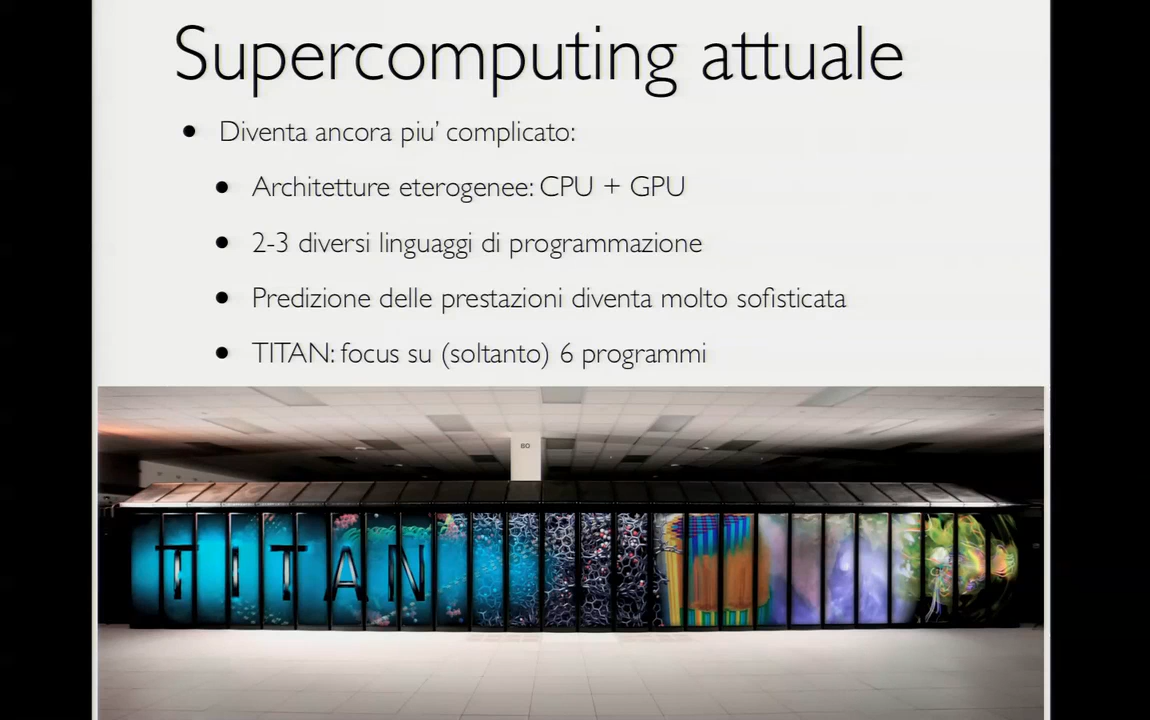 Supercomputing attuale
Diventa ancora piu' complicato:
Architetture eterogenee: CPU + GPU
2-3 diversi linguaggi di programmazione
Predizione delle prestazioni diventa molto sofisticata
TITAN: focus su (soltanto) 6 programmi
TITAN